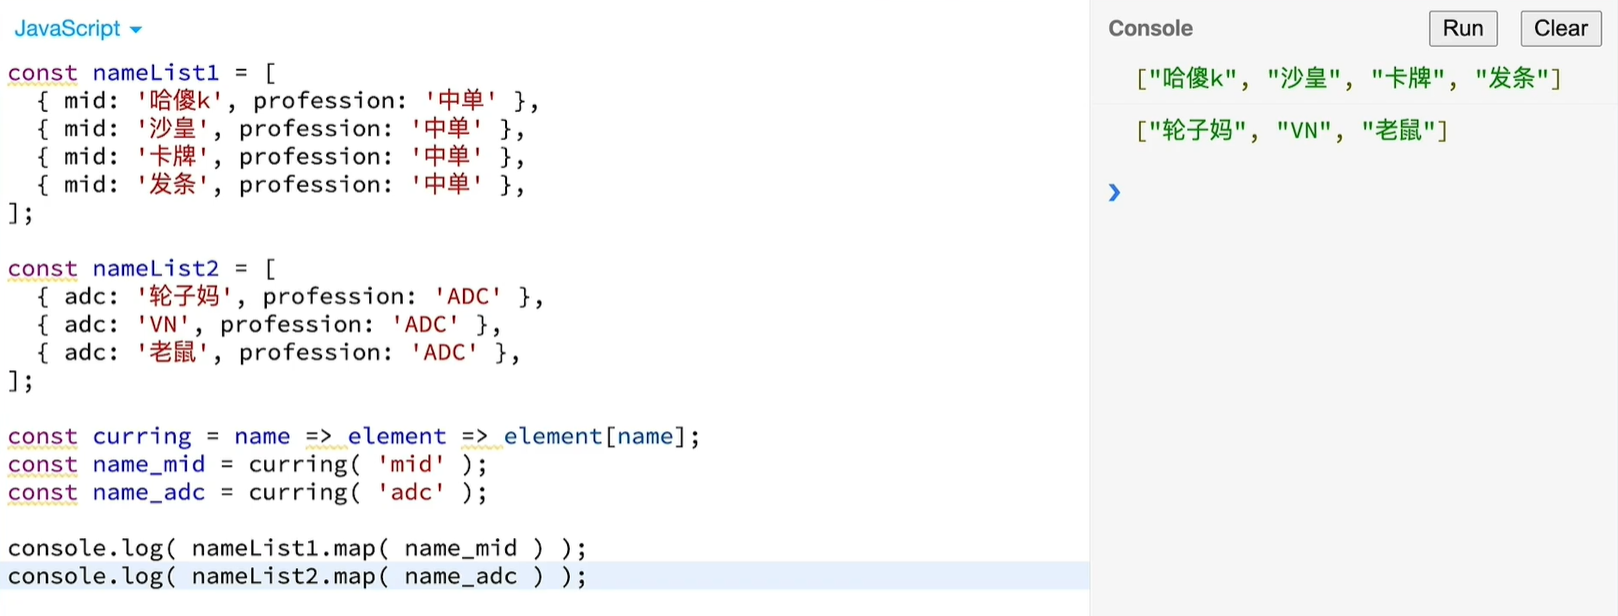 JavaScript
const nameList1 = [
  { mid: '哈傻k', profession: '中单' },
  { mid: '沙皇', profession: '中单' },
  { mid: '卡牌', profession: '中单' },
  { mid: '发条', profession: '中单' },
];
const nameList2 = [
  { adc: '轮子妈', profession: 'ADC' },
  { adc: 'VN', profession: 'ADC' },
  { adc: '老鼠', profession: 'ADC' },
];
const curring = name => element => element[name];
const name_mid = curring( 'mid' );
const name_adc = curring( 'adc' );
console.log( nameList1.map( name_mid ) );
console.log( nameList2.map( name_adc ) );
Console
Run
Clear
["哈傻k", "沙皇", "卡牌", "发条"]
["轮子妈", "VN", "老鼠"]